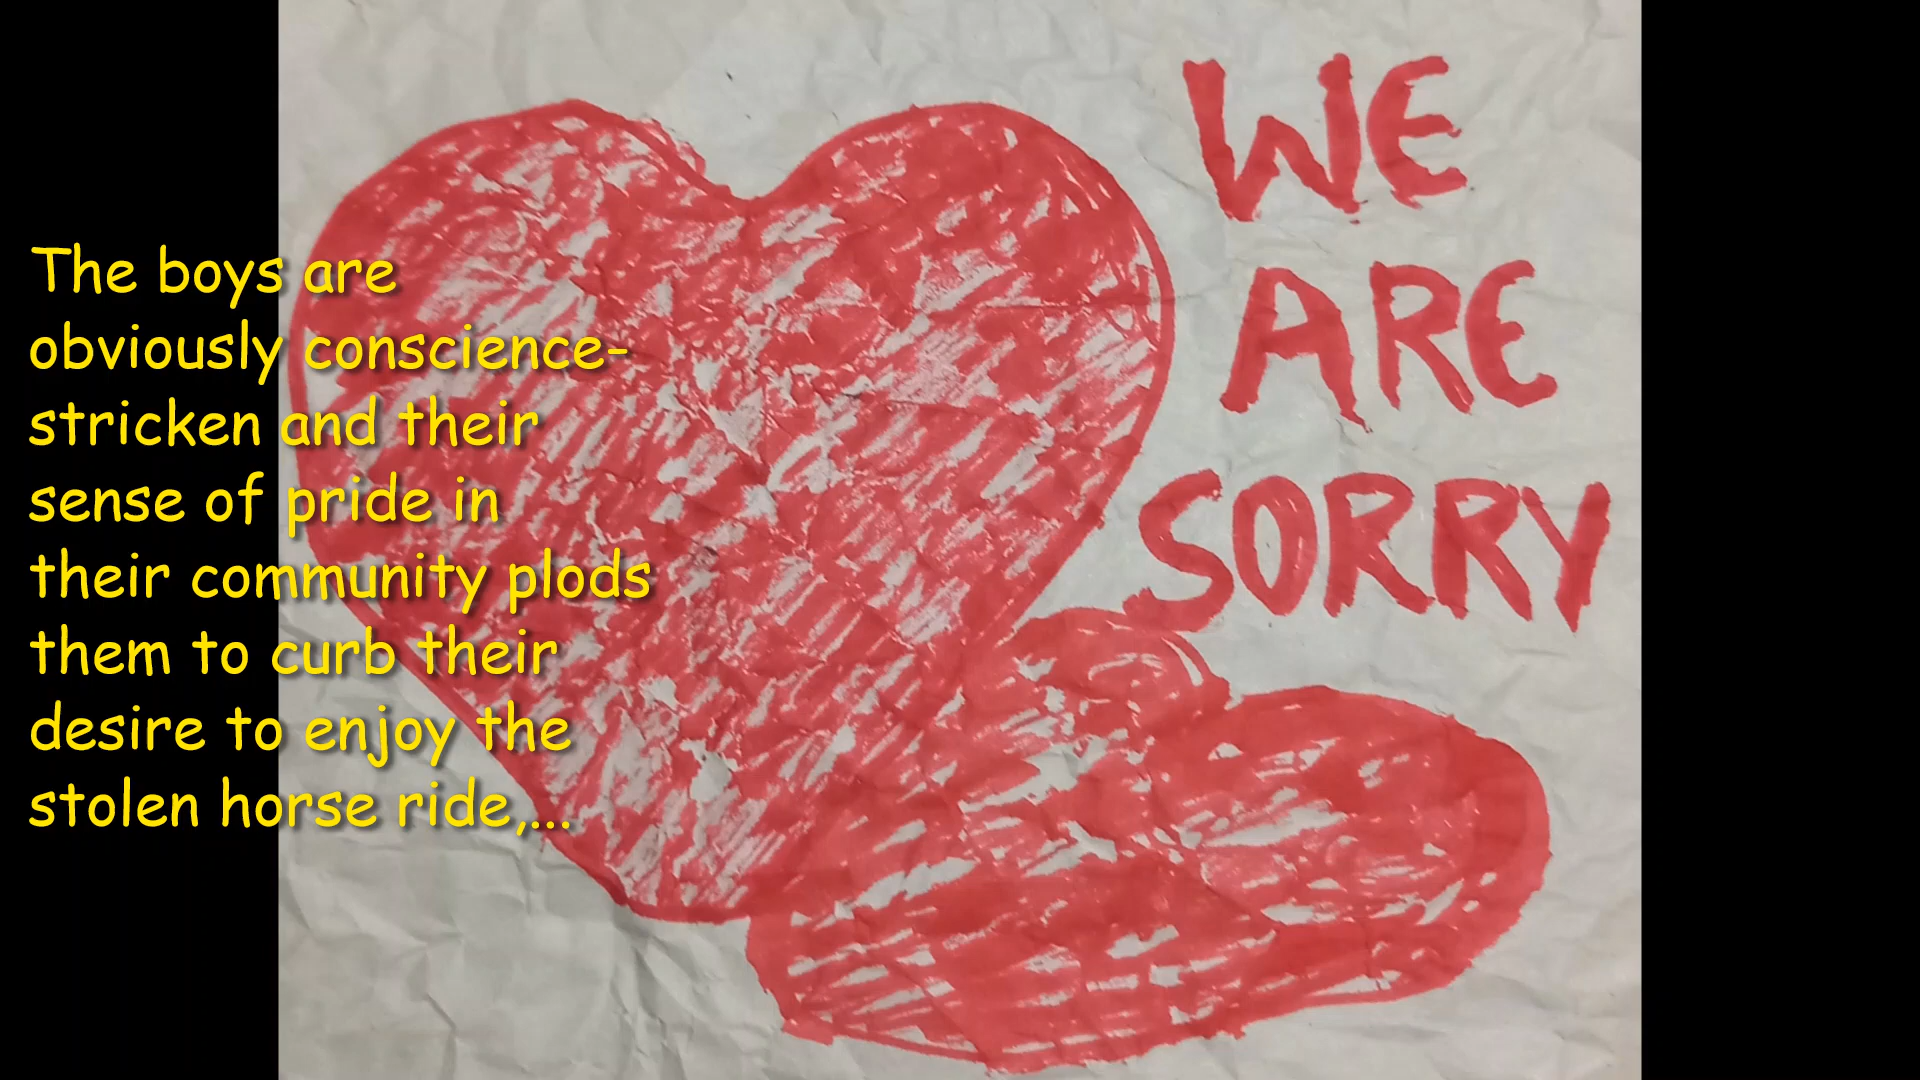 The boys are
obviously conscience-
stricken and their
sense of pride in
their community plods
them to curb their
desire to enjoy the
stolen horse ride,...
WE
ARE
SORRY